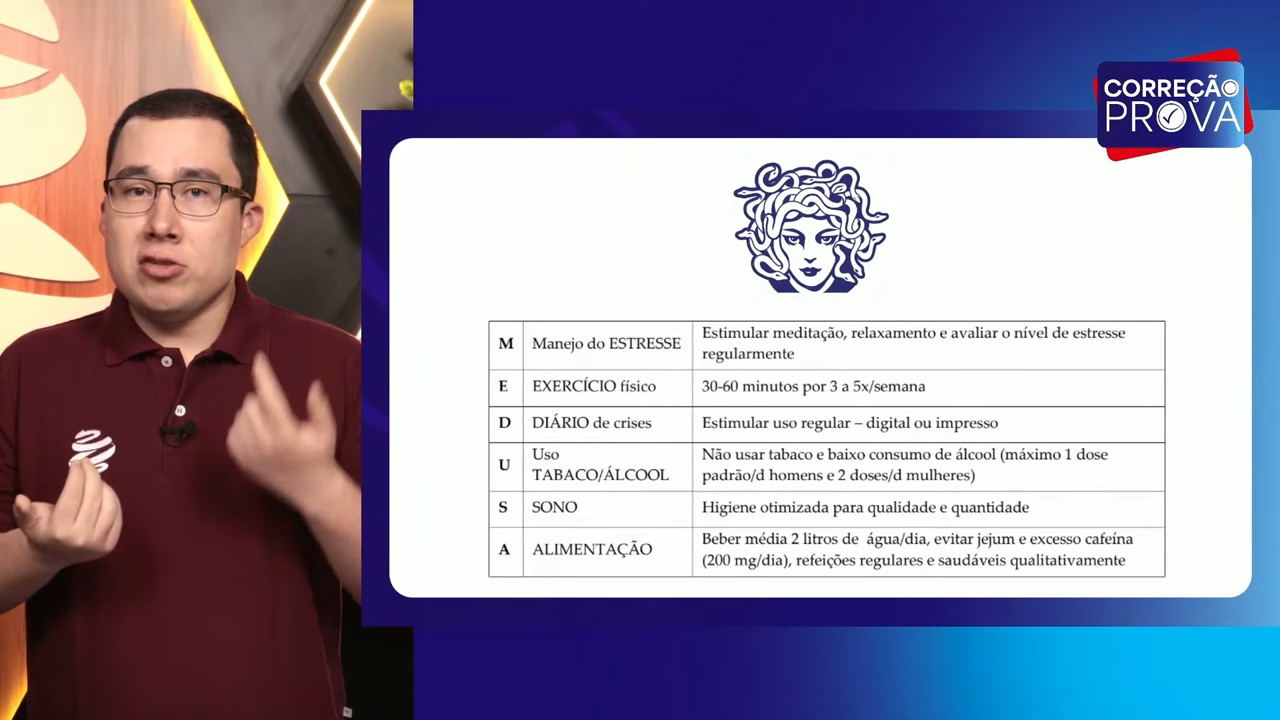 CORREÇÃO
PROVA
M Manejo do ESTRESSE Estimular meditação, relaxamento e avaliar o nível de estresse
regularmente
E EXERCÍCIO físico 30-60 minutos por 3 a 5x/semana
D DIÁRIO de crises Estimular uso regular – digital ou impresso
U Uso
TABACO/ÁLCOOL
Não usar tabaco e baixo consumo de álcool (máximo 1 dose
padrão/d homens e 2 doses/d mulheres)
S SONO Higiene otimizada para qualidade e quantidade
A ALIMENTAÇÃO Beber média 2 litros de água/dia, evitar jejum e excesso cafeína
(200 mg/dia), refeições regulares e saudáveis qualitativamente